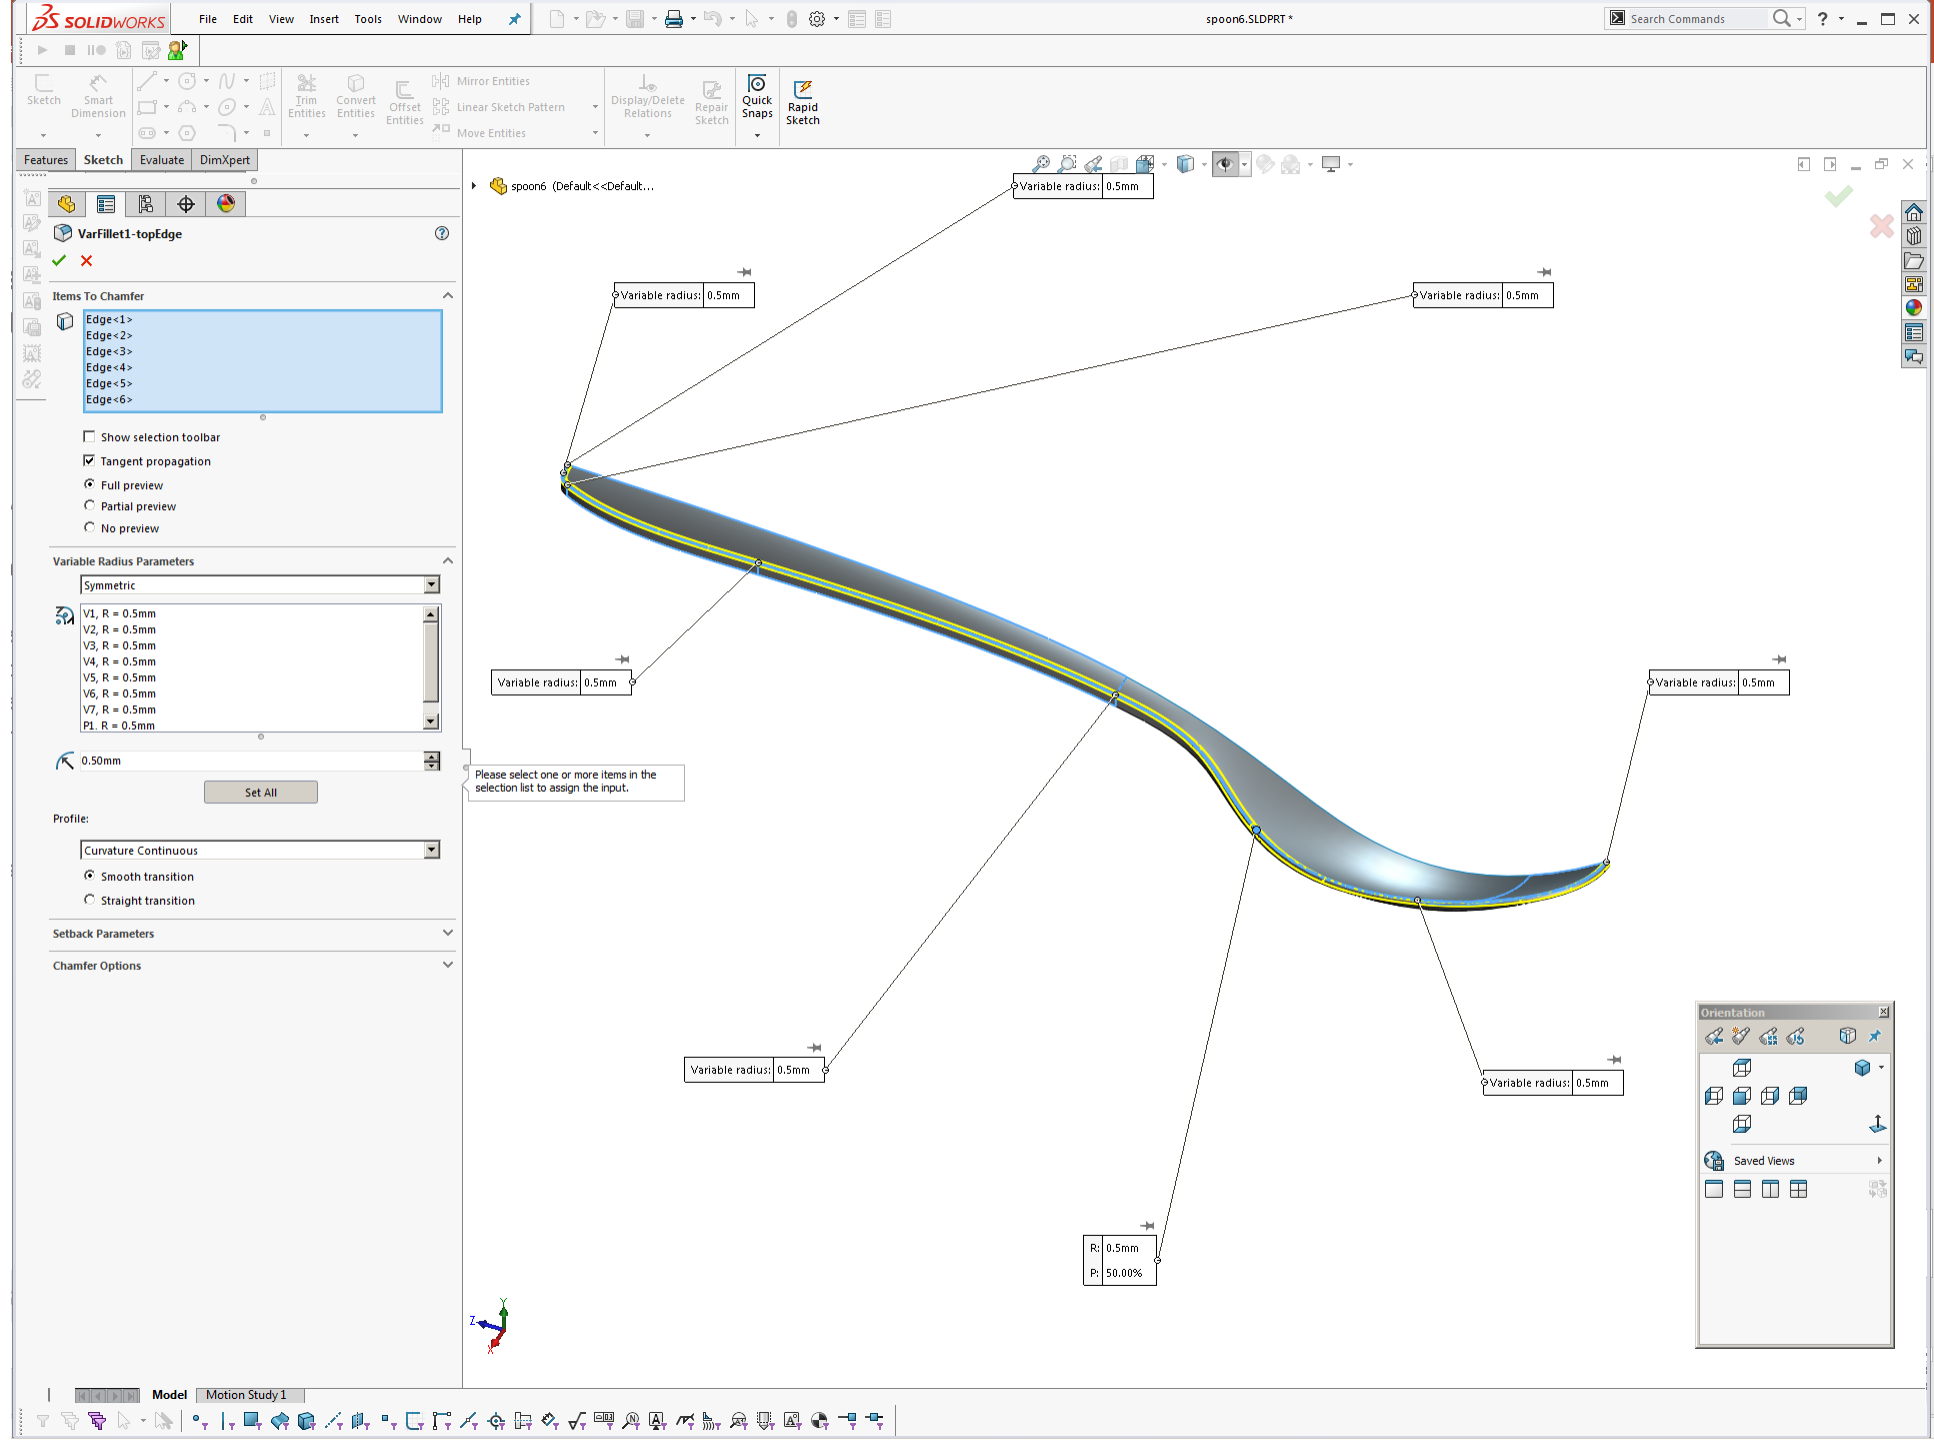 SOLIDWORKS File Edit View Insert Tools Window Help spoon6.SLDPRT * Search Commands ?
Sketch Smart Dimension Trim Entities Convert Entities Offset Entities Mirror Entities Linear Sketch Pattern Move Entities Display/Delete Relations Repair Sketch Quick Snaps Rapid Sketch
Features Sketch Evaluate DimXpert
spoon6 (Default<<Default...
VarFillet1-topEdge
Items To Chamfer
Edge<1>
Edge<2>
Edge<3>
Edge<4>
Edge<5>
Edge<6>
Show selection toolbar
Tangent propagation
Full preview
Partial preview
No preview
Variable Radius Parameters
Symmetric
V1, R = 0.5mm
V2, R = 0.5mm
V3, R = 0.5mm
V4, R = 0.5mm
V5, R = 0.5mm
V6, R = 0.5mm
V7, R = 0.5mm
P1, R = 0.5mm
0.50mm
Set All
Please select one or more items in the
selection list to assign the input.
Profile:
Curvature Continuous
Smooth transition
Straight transition
Setback Parameters
Chamfer Options
Variable radius: 0.5mm
Variable radius: 0.5mm
Variable radius: 0.5mm
Variable radius: 0.5mm
Variable radius: 0.5mm
Variable radius: 0.5mm
Variable radius: 0.5mm
R: 0.5mm
P: 50.00%
Y
Z
X
Orientation
Saved Views
Model Motion Study 1